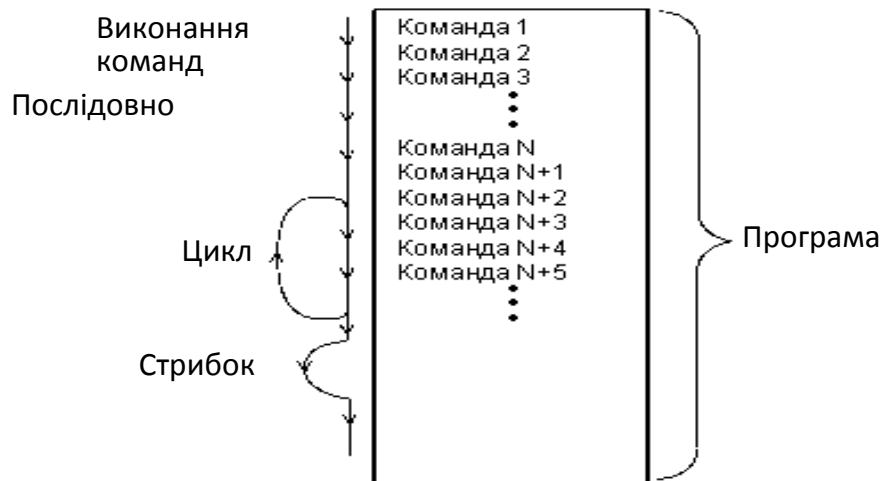 Виконання
команд
Послідовно
Цикл
Стрибок
Команда 1
Команда 2
Команда 3
Команда N
Команда N+1
Команда N+2
Команда N+3
Команда N+4
Команда N+5
Програма